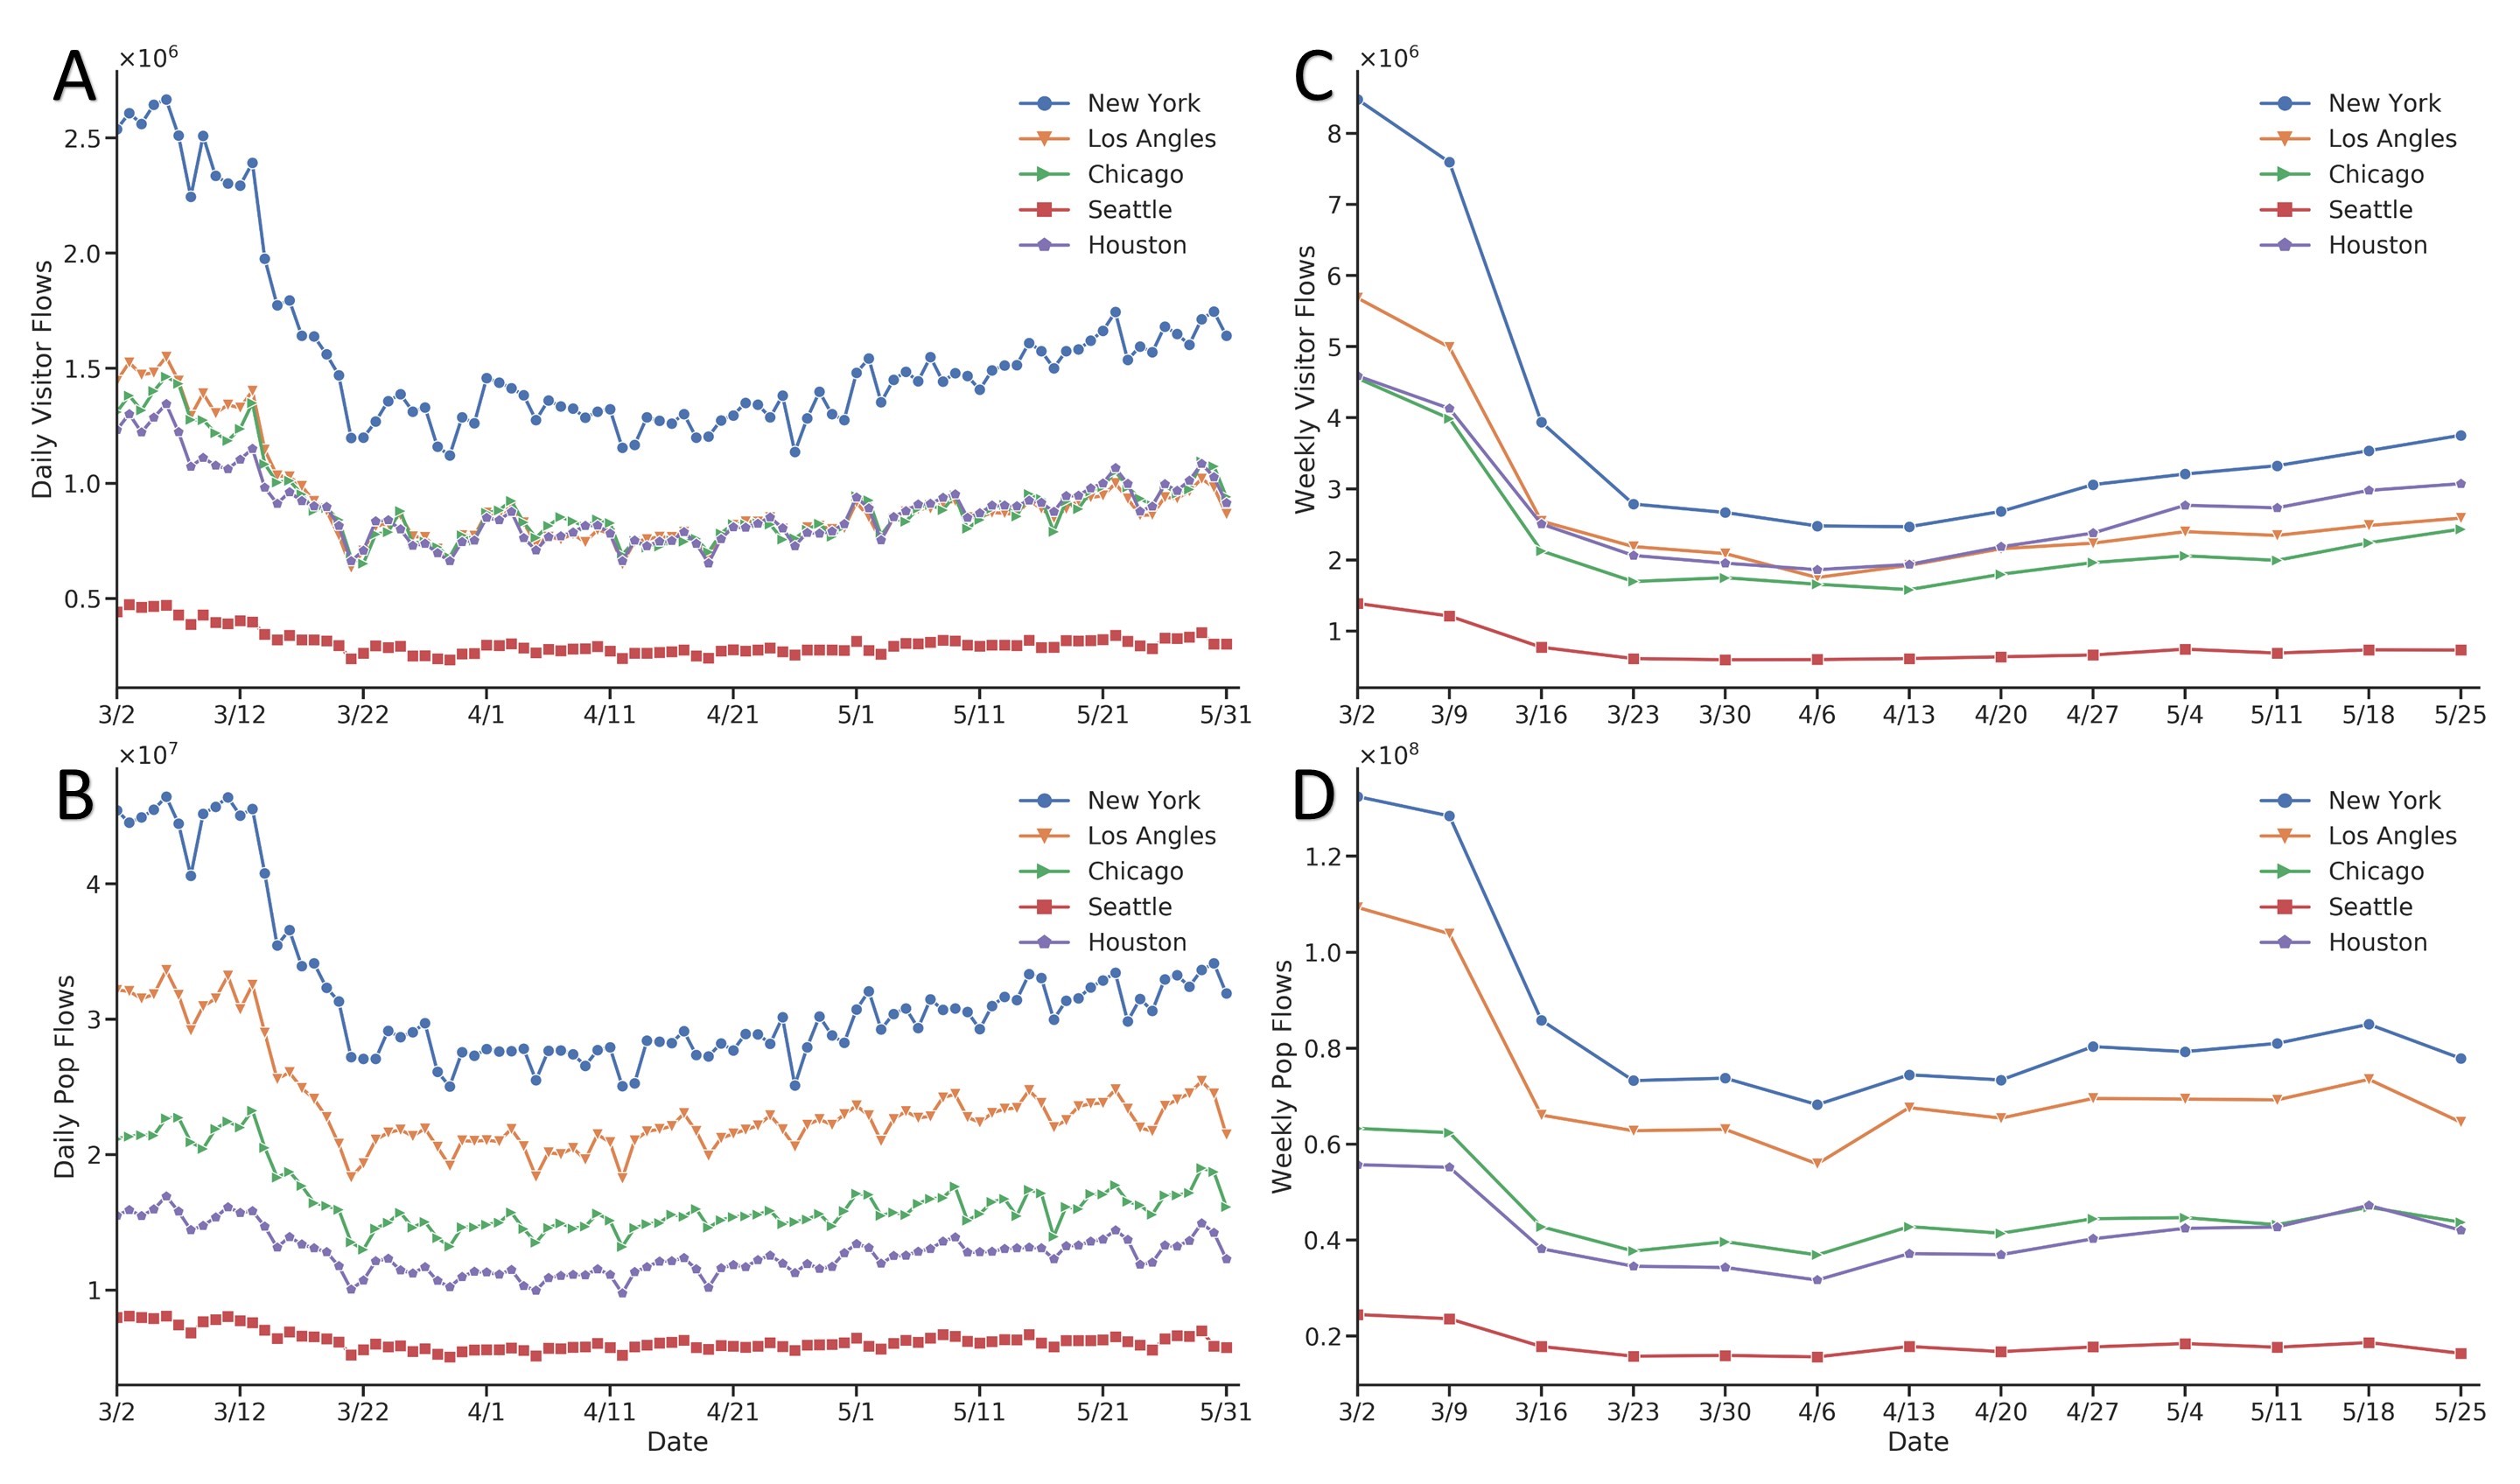 A
×10⁶
Daily Visitor Flows
2.5
2.0
1.5
1.0
0.5
New York
Los Angles
Chicago
Seattle
Houston
3/2 3/12 3/22 4/1 4/11 4/21 5/1 5/11 5/21 5/31
C
×10⁶
Weekly Visitor Flows
8
7
6
5
4
3
2
1
New York
Los Angles
Chicago
Seattle
Houston
3/2 3/9 3/16 3/23 3/30 4/6 4/13 4/20 4/27 5/4 5/11 5/18 5/25
B
×10⁷
Daily Pop Flows
4
3
2
1
New York
Los Angles
Chicago
Seattle
Houston
3/2 3/12 3/22 4/1 4/11 4/21 5/1 5/11 5/21 5/31
Date
D
×10⁸
Weekly Pop Flows
1.2
1.0
0.8
0.6
0.4
0.2
New York
Los Angles
Chicago
Seattle
Houston
3/2 3/9 3/16 3/23 3/30 4/6 4/13 4/20 4/27 5/4 5/11 5/18 5/25
Date